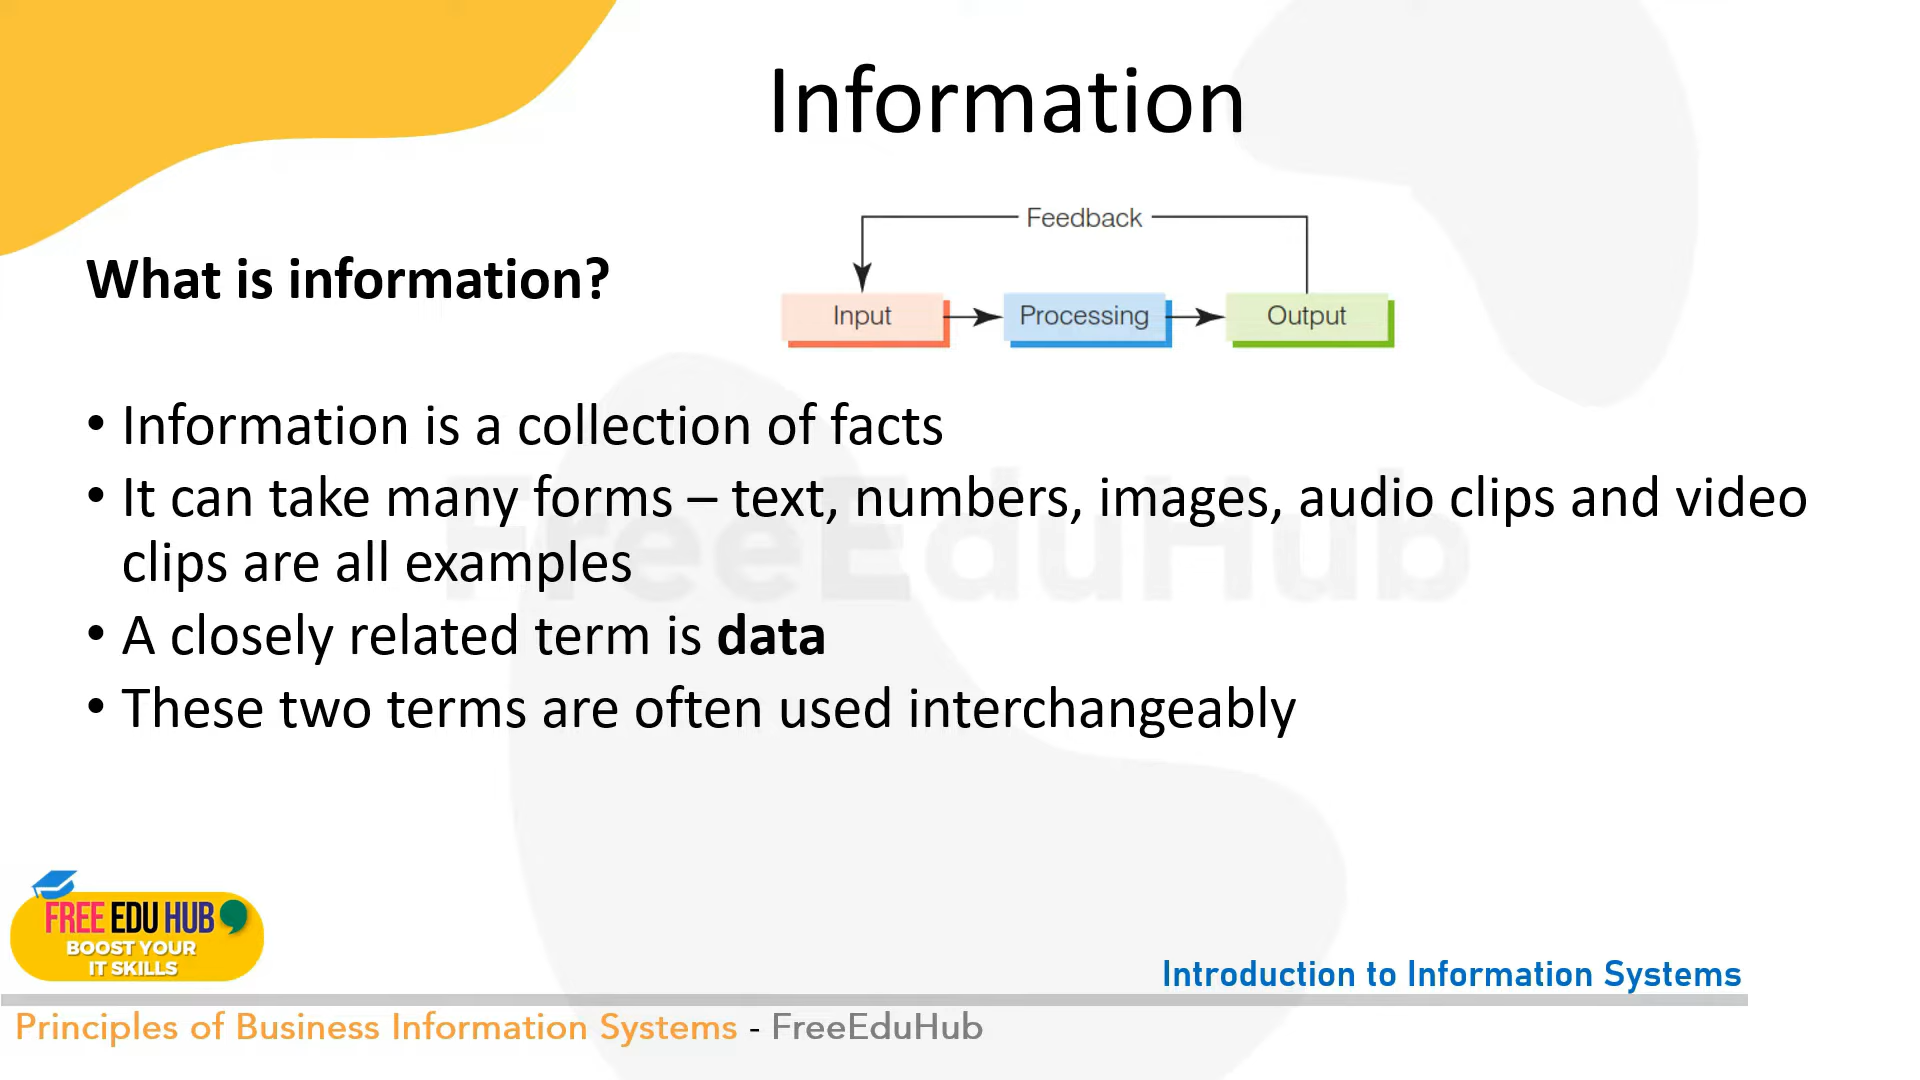 Information
Feedback
What is information?
Input
Processing
Output
• Information is a collection of facts
• It can take many forms – text, numbers, images, audio clips and video
clips are all examples
• A closely related term is data
• These two terms are often used interchangeably
FreeEduHub
FREE EDU HUB
BOOST YOUR
IT SKILLS
Introduction to Information Systems
Principles of Business Information Systems - FreeEduHub